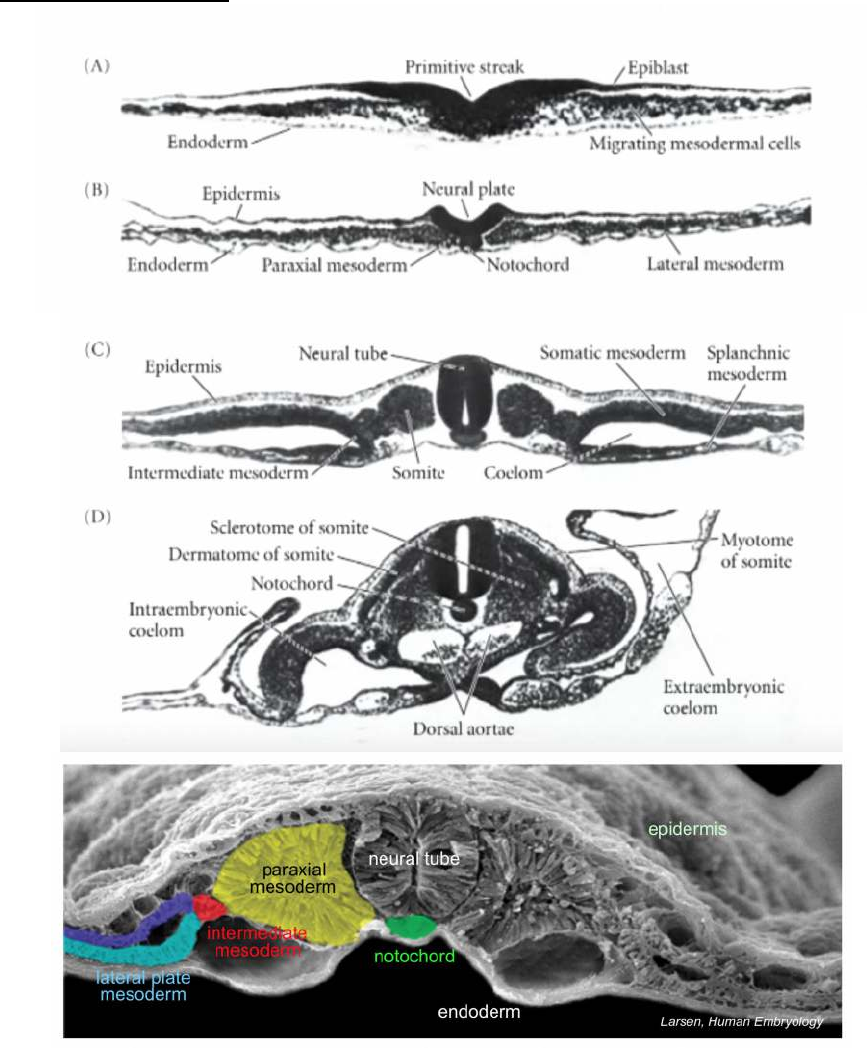 (A)
Primitive streak
Epiblast
Endoderm
Migrating mesodermal cells
(B)
Epidermis
Neural plate
Endoderm
Paraxial mesoderm
Notochord
Lateral mesoderm
(C)
Epidermis
Neural tube
Somatic mesoderm
Splanchnic
mesoderm
Intermediate mesoderm
Somite
Coelom
(D)
Sclerotome of somite
Dermatome of somite
Notochord
Intraembryonic
coelom
Myotome
of somite
Extraembryonic
coelom
Dorsal aortae
epidermis
neural tube
paraxial
mesoderm
intermediate
mesoderm
notochord
lateral plate
mesoderm
endoderm
Larsen, Human Embryology